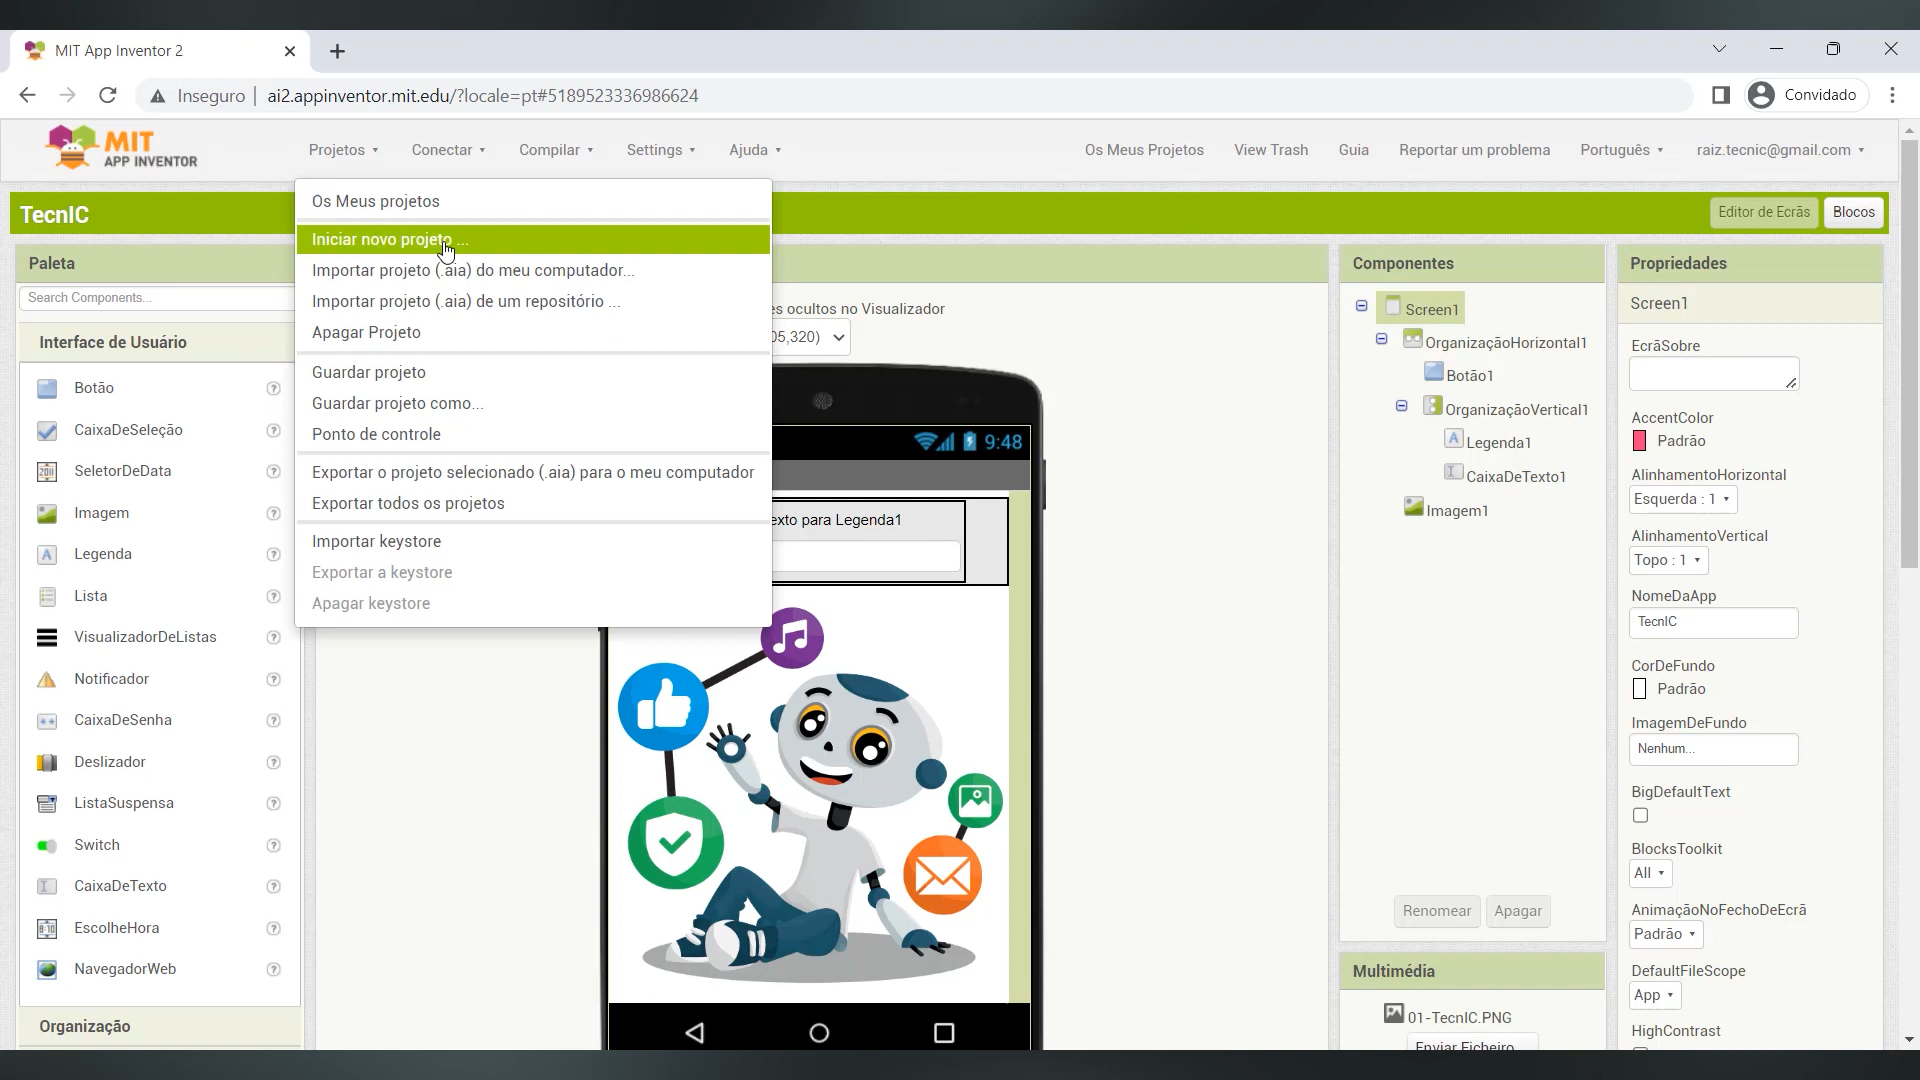 MIT App Inventor 2
Inseguro
ai2.appinventor.mit.edu/?locale=pt#5189523336986624
Convidado
MIT
APP INVENTOR
Projetos
Conectar
Compilar
Settings
Ajuda
Os Meus Projetos
View Trash
Guia
Reportar um problema
Português
raiz.tecnic@gmail.com
TecnIC
Editor de Ecrãs
Blocos
Os Meus projetos
Iniciar novo projeto ...
Importar projeto (.aia) do meu computador...
Importar projeto (.aia) de um repositório ...
Apagar Projeto
Guardar projeto
Guardar projeto como...
Ponto de controle
Exportar o projeto selecionado (.aia) para o meu computador
Exportar todos os projetos
Importar keystore
Exportar a keystore
Apagar keystore
Paleta
Search Components...
Interface de Usuário
Botão
CaixaDeSeleção
SeletorDeData
Imagem
Legenda
Lista
VisualizadorDeListas
Notificador
CaixaDeSenha
Deslizador
ListaSuspensa
Switch
CaixaDeTexto
EscolheHora
NavegadorWeb
Organização
es ocultos no Visualizador
05,320)
9:48
exto para Legenda1
Componentes
Screen1
OrganizaçãoHorizontal1
Botão1
OrganizaçãoVertical1
Legenda1
CaixaDeTexto1
Imagem1
Renomear
Apagar
Multimédia
01-TecnIC.PNG
Enviar Ficheiro
Propriedades
Screen1
EcrãSobre
AccentColor
Padrão
AlinhamentoHorizontal
Esquerda : 1
AlinhamentoVertical
Topo : 1
NomeDaApp
TecnIC
CorDeFundo
Padrão
ImagemDeFundo
Nenhum...
BigDefaultText
BlocksToolkit
All
AnimaçãoNoFechoDeEcrã
Padrão
DefaultFileScope
App
HighContrast